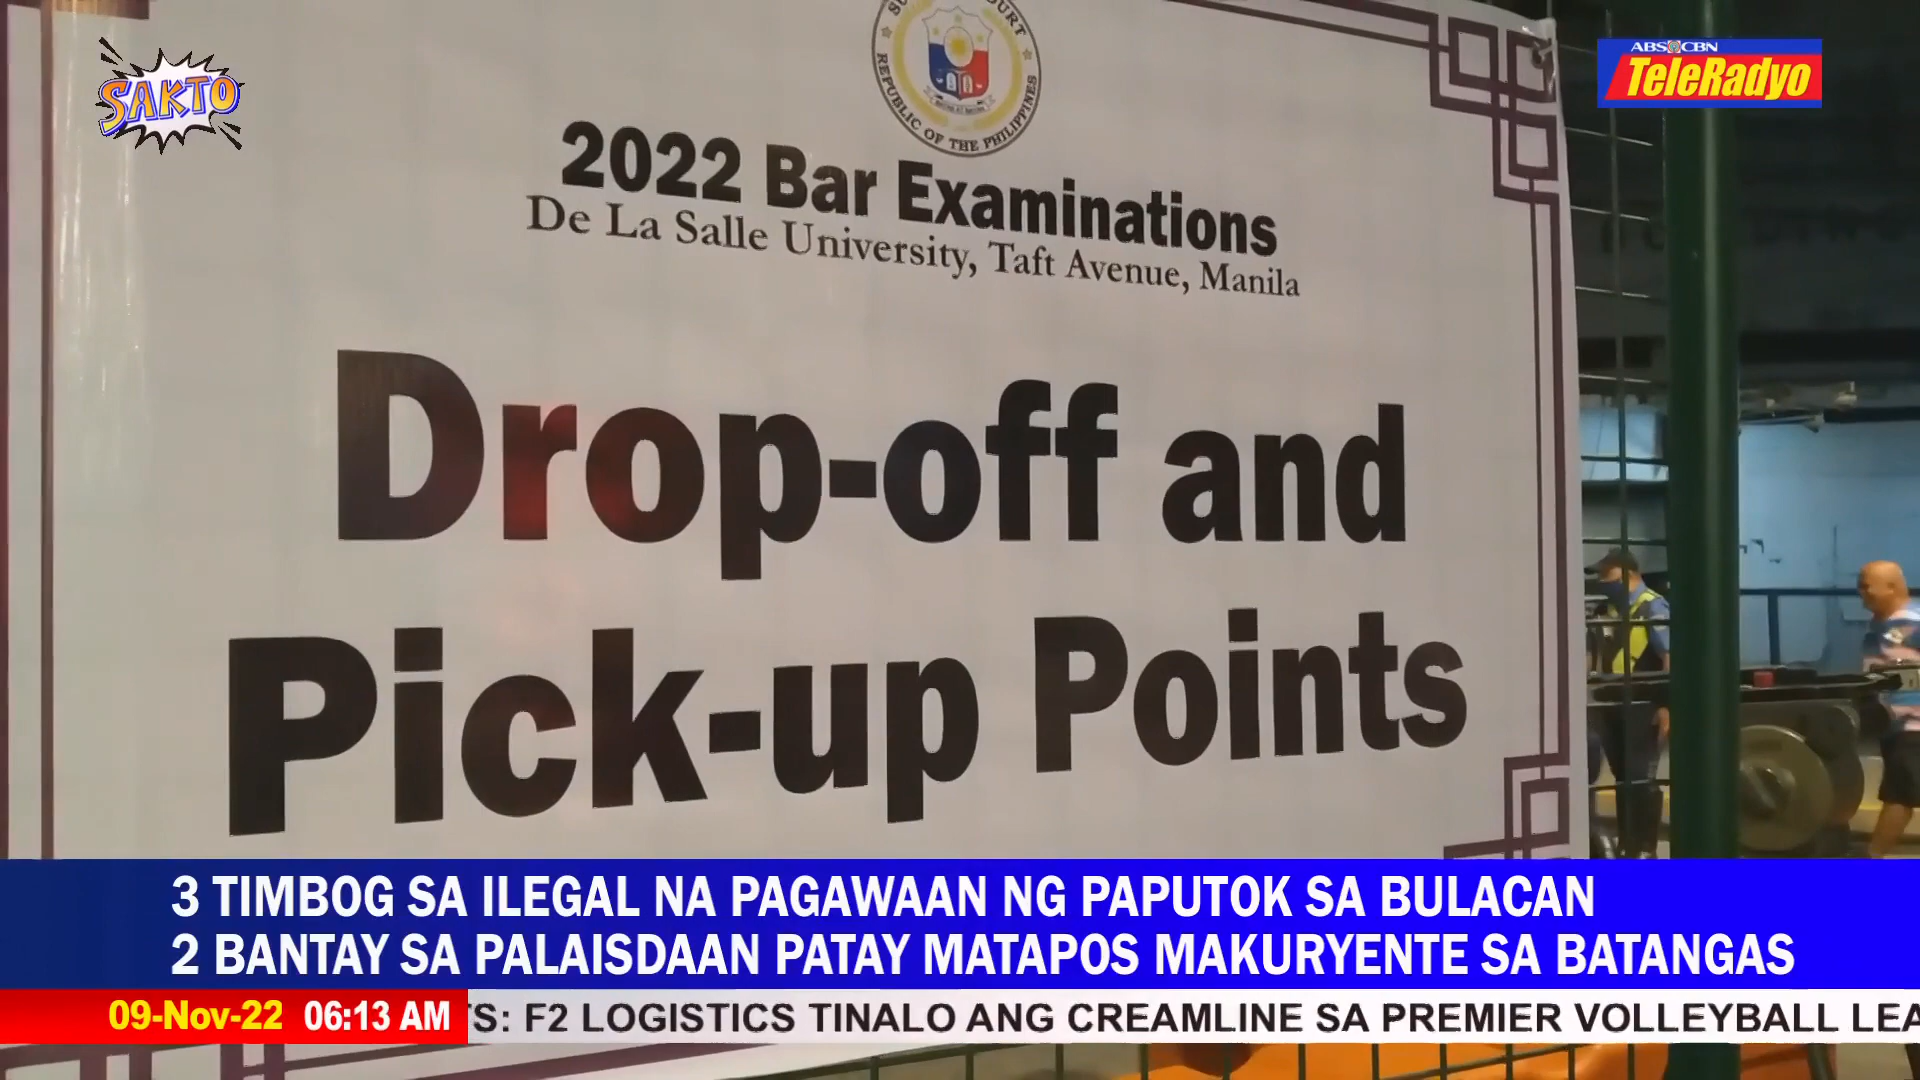 SAKTO
ABS-CBN
TeleRadyo
REPUBLIC OF THE PHILIPPINES
2022 Bar Examinations
De La Salle University, Taft Avenue, Manila
Drop-off and
Pick-up Points
3 TIMBOG SA ILEGAL NA PAGAWAAN NG PAPUTOK SA BULACAN
2 BANTAY SA PALAISDAAN PATAY MATAPOS MAKURYENTE SA BATANGAS
09-Nov-22 06:13 AM
TS: F2 LOGISTICS TINALO ANG CREAMLINE SA PREMIER VOLLEYBALL LEA